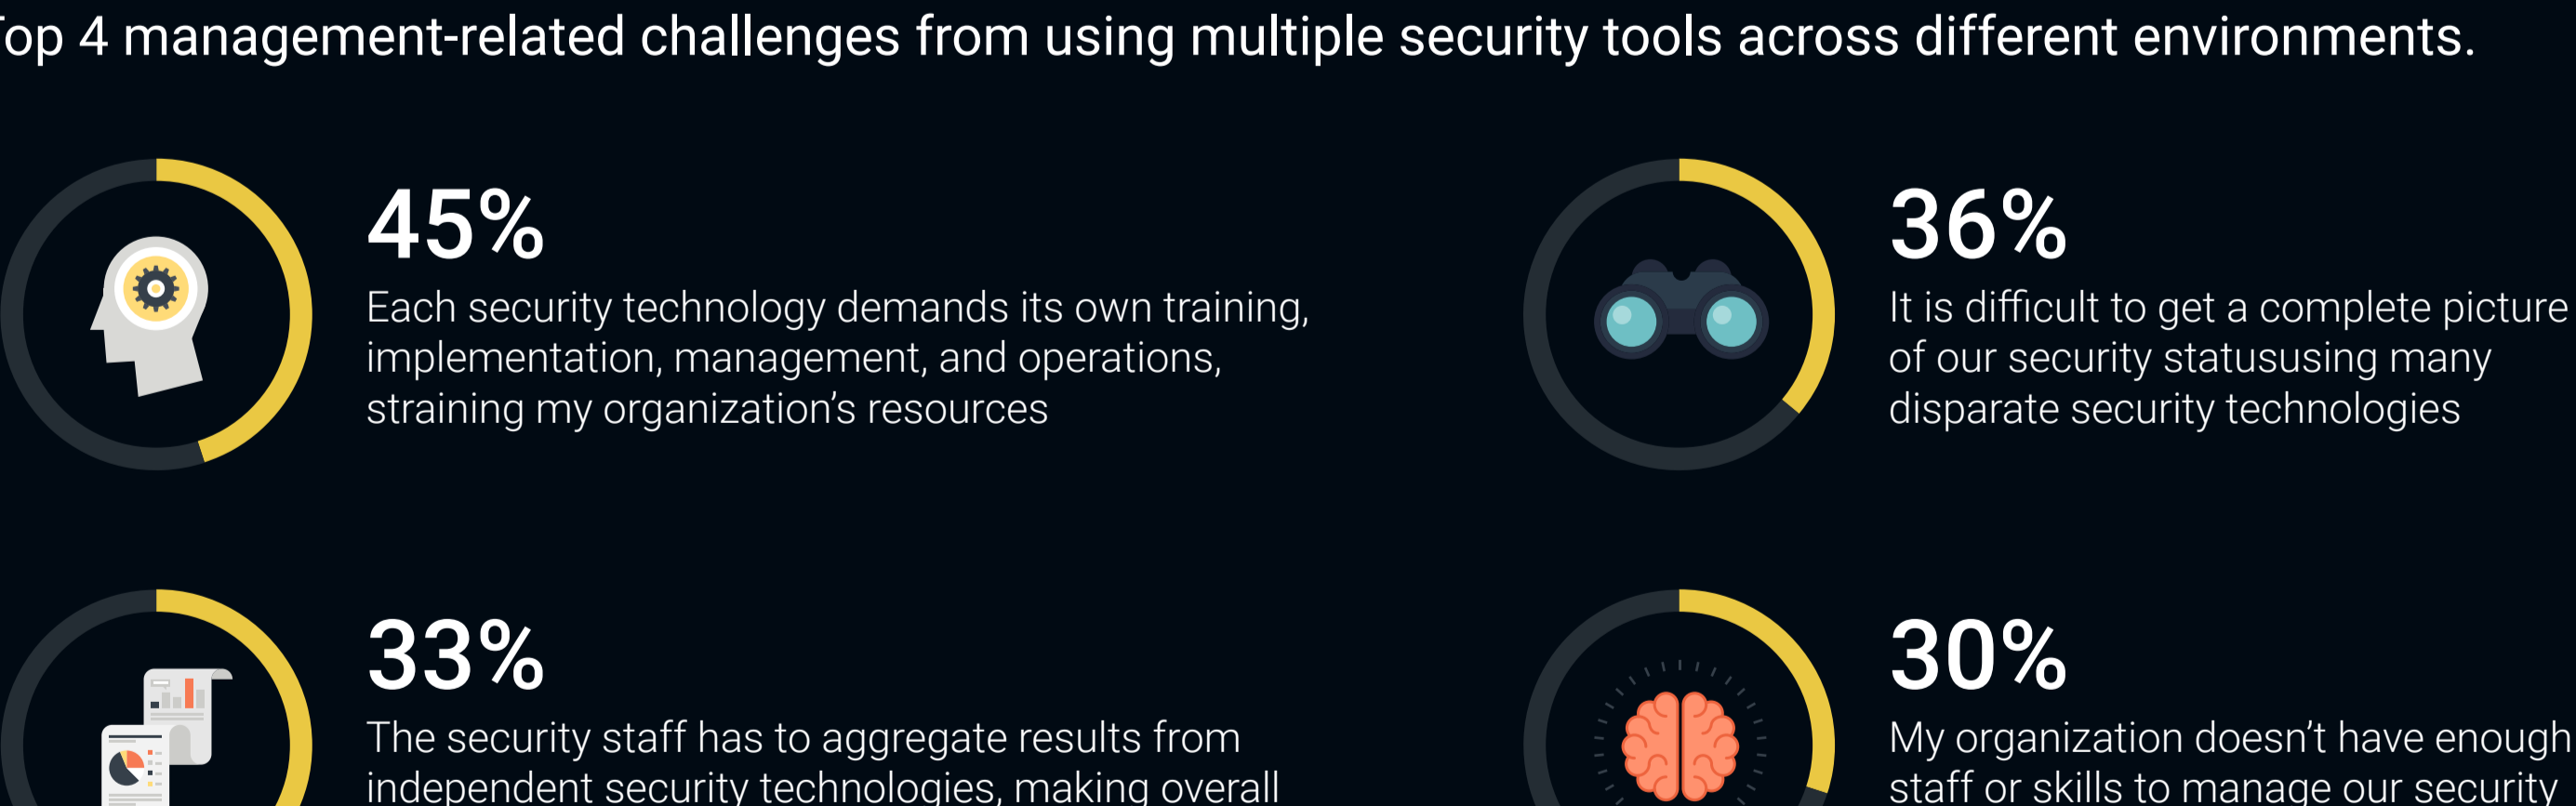 Top 4 management-related challenges from using multiple security tools across different environments.
45%
Each security technology demands its own training,
implementation, management, and operations,
straining my organization’s resources
36%
It is difficult to get a complete picture
of our security statususing many
disparate security technologies
33%
The security staff has to aggregate results from
independent security technologies, making overall
30%
My organization doesn’t have enough
staff or skills to manage our security